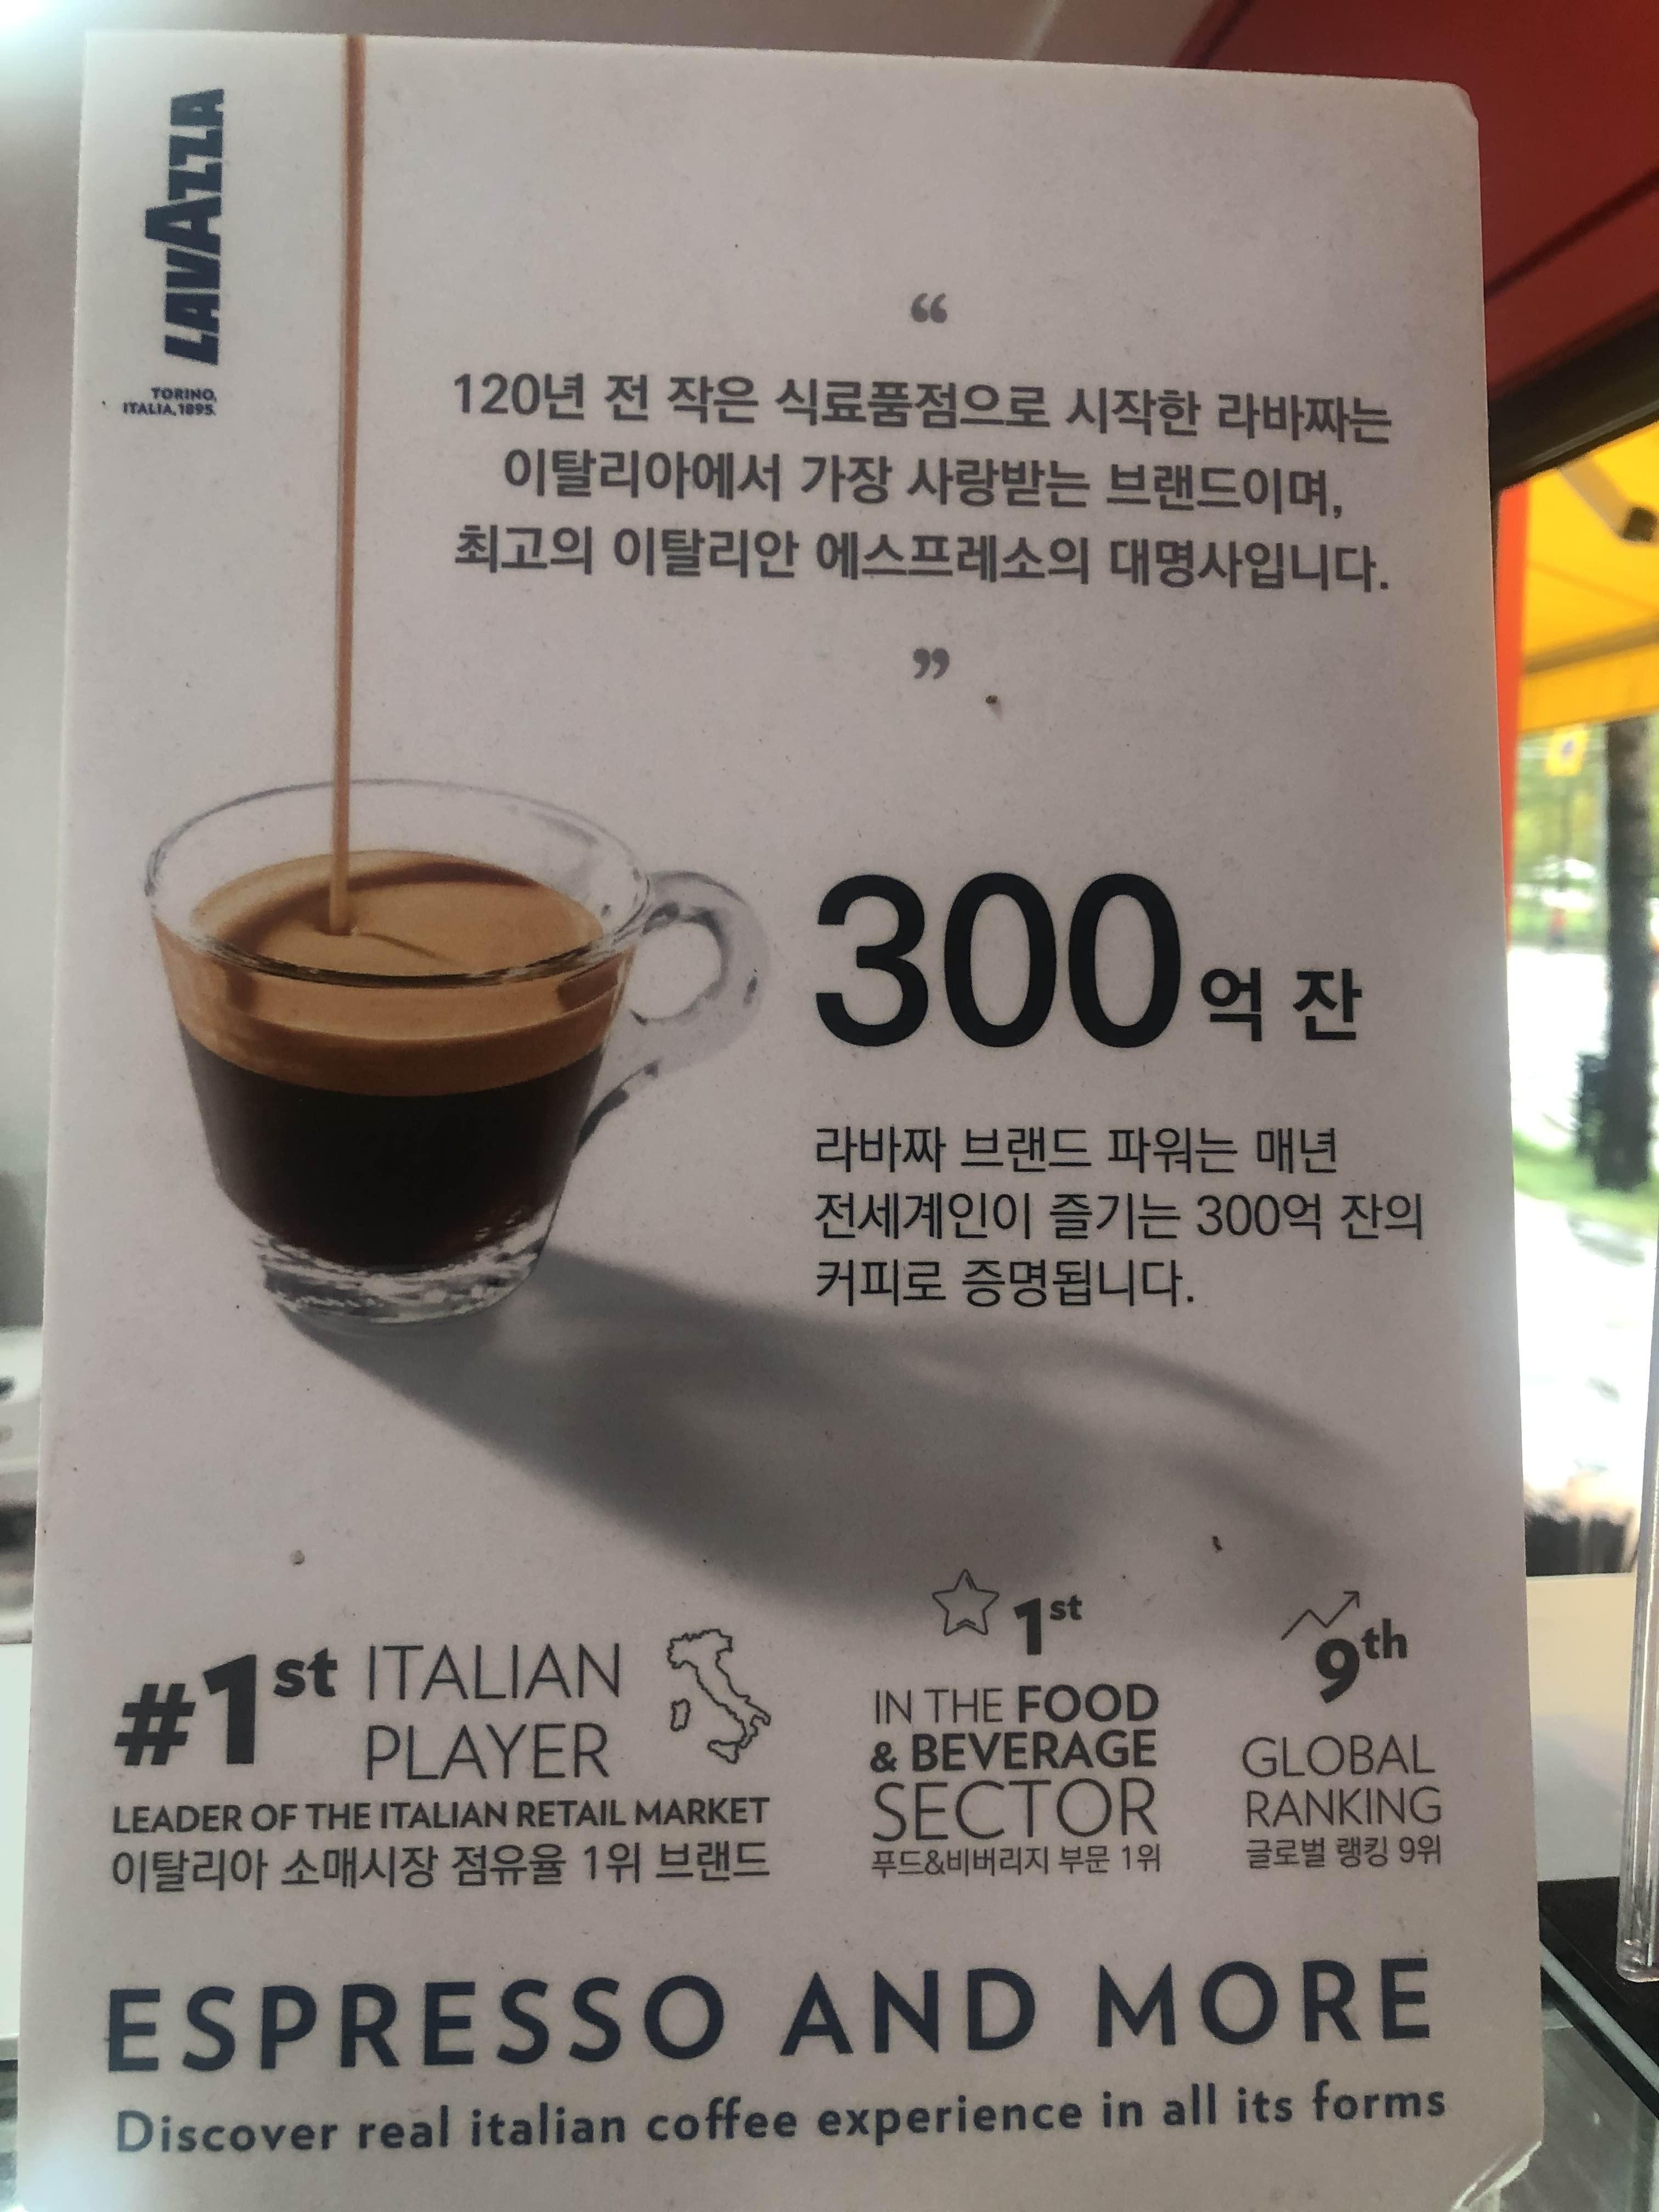 LAVAZZA
TORINO,
ITALIA, 1895.
“
120년 전 작은 식료품점으로 시작한 라바짜는
이탈리아에서 가장 사랑받는 브랜드이며,
최고의 이탈리안 에스프레소의 대명사입니다.
”
300억 잔
라바짜 브랜드 파워는 매년
전세계인이 즐기는 300억 잔의
커피로 증명됩니다.
#1st ITALIAN
PLAYER
LEADER OF THE ITALIAN RETAIL MARKET
이탈리아 소매시장 점유율 1위 브랜드
1st
IN THE FOOD
& BEVERAGE
SECTOR
푸드&비버리지 부문 1위
9th
GLOBAL
RANKING
글로벌 랭킹 9위
ESPRESSO AND MORE
Discover real italian coffee experience in all its forms